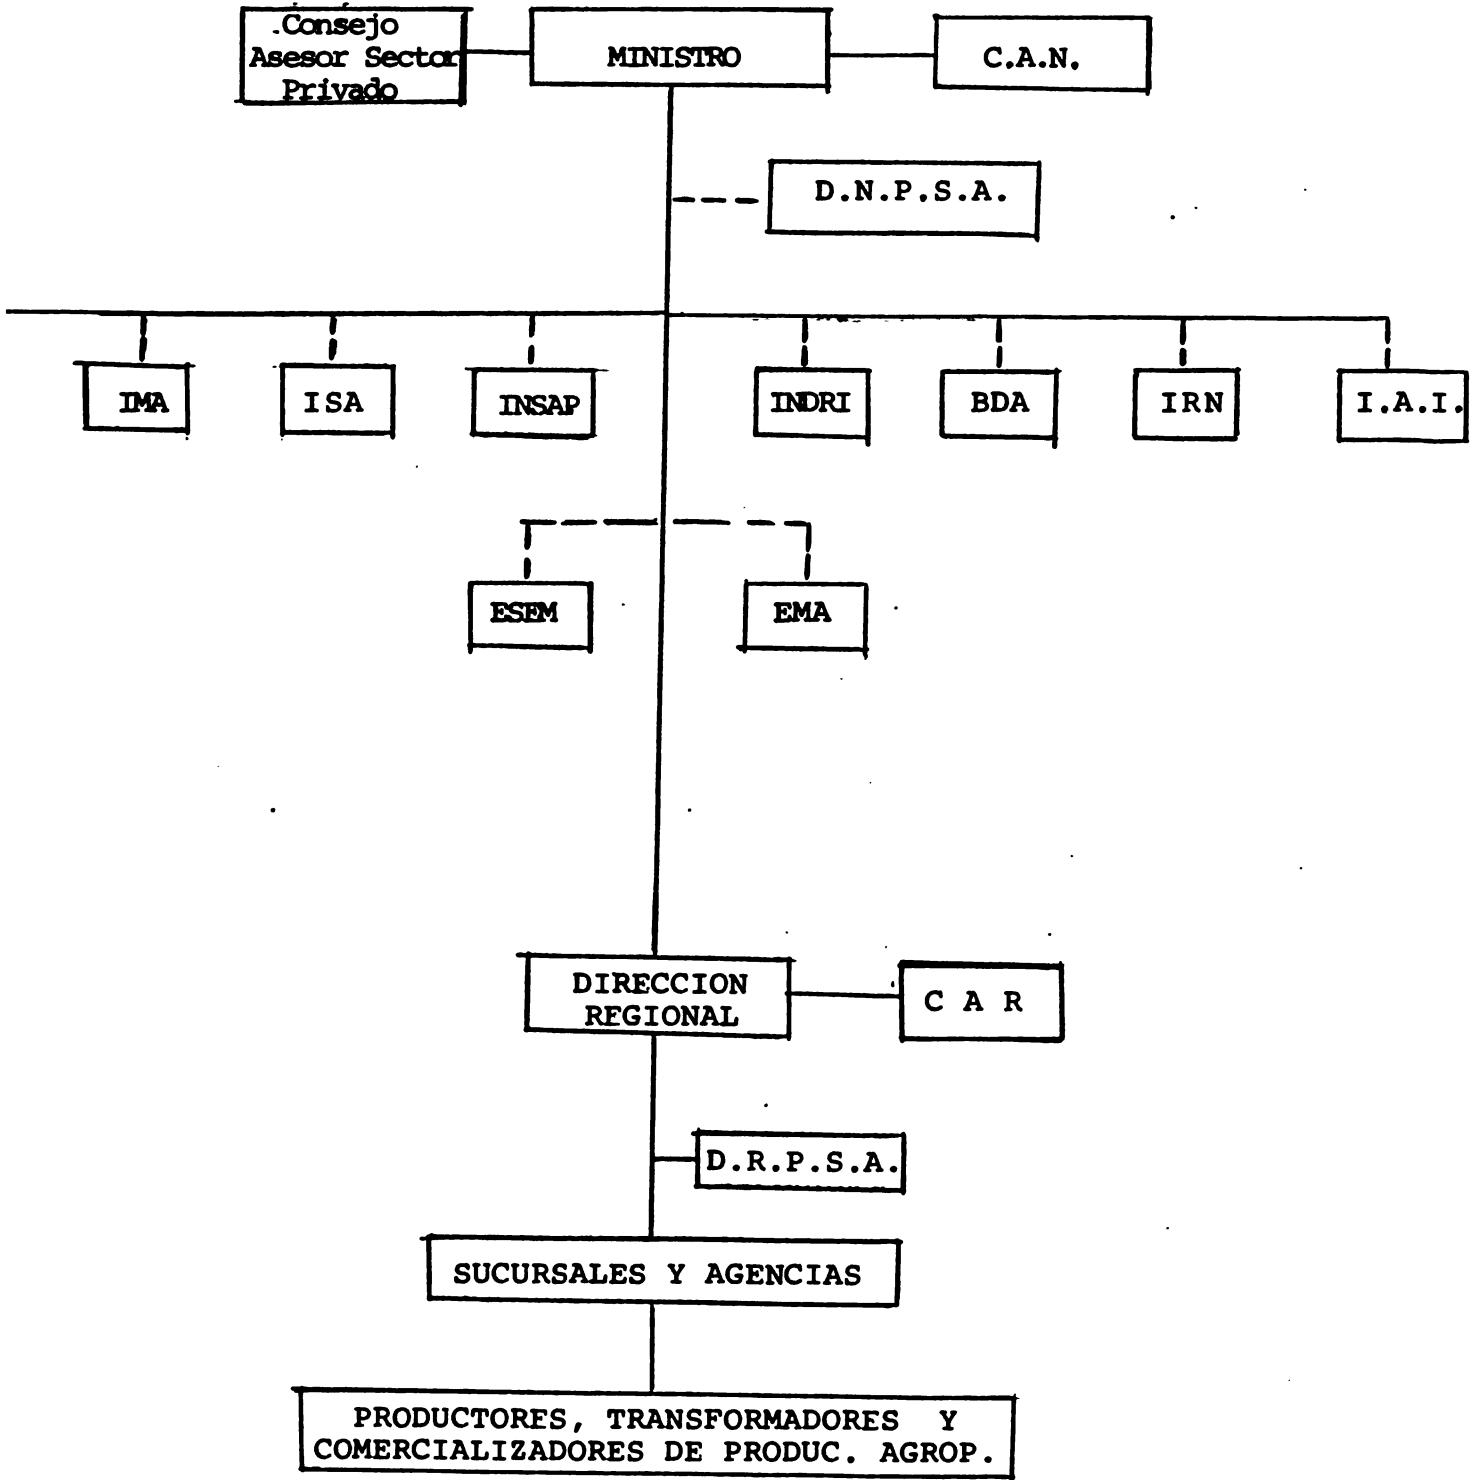 Consejo
Asesor Sector
Privado
MINISTRO
C.A.N.
D.N.P.S.A.
IMA
ISA
INSAP
INDRI
BDA
IRN
I.A.I.
ESEM
EMA
DIRECCION
REGIONAL
C A R
D.R.P.S.A.
SUCURSALES Y AGENCIAS
PRODUCTORES, TRANSFORMADORES Y
COMERCIALIZADORES DE PRODUC. AGROP.